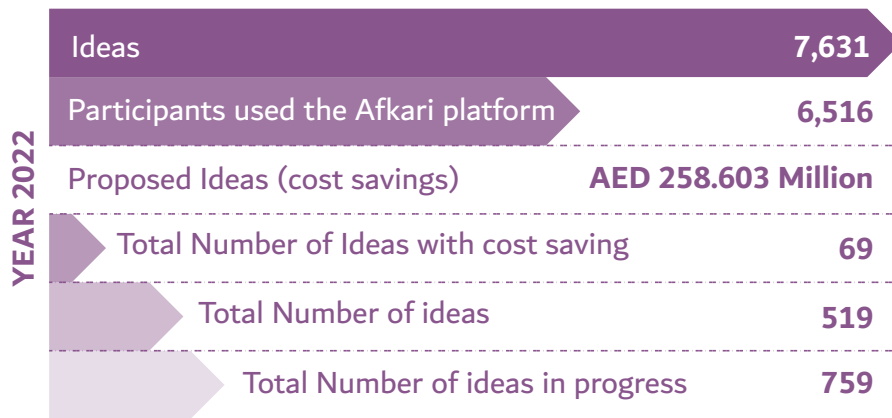 YEAR 2022
Ideas 7,631
Participants used the Afkari platform 6,516
Proposed Ideas (cost savings) AED 258.603 Million
Total Number of Ideas with cost saving 69
Total Number of ideas 519
Total Number of ideas in progress 759